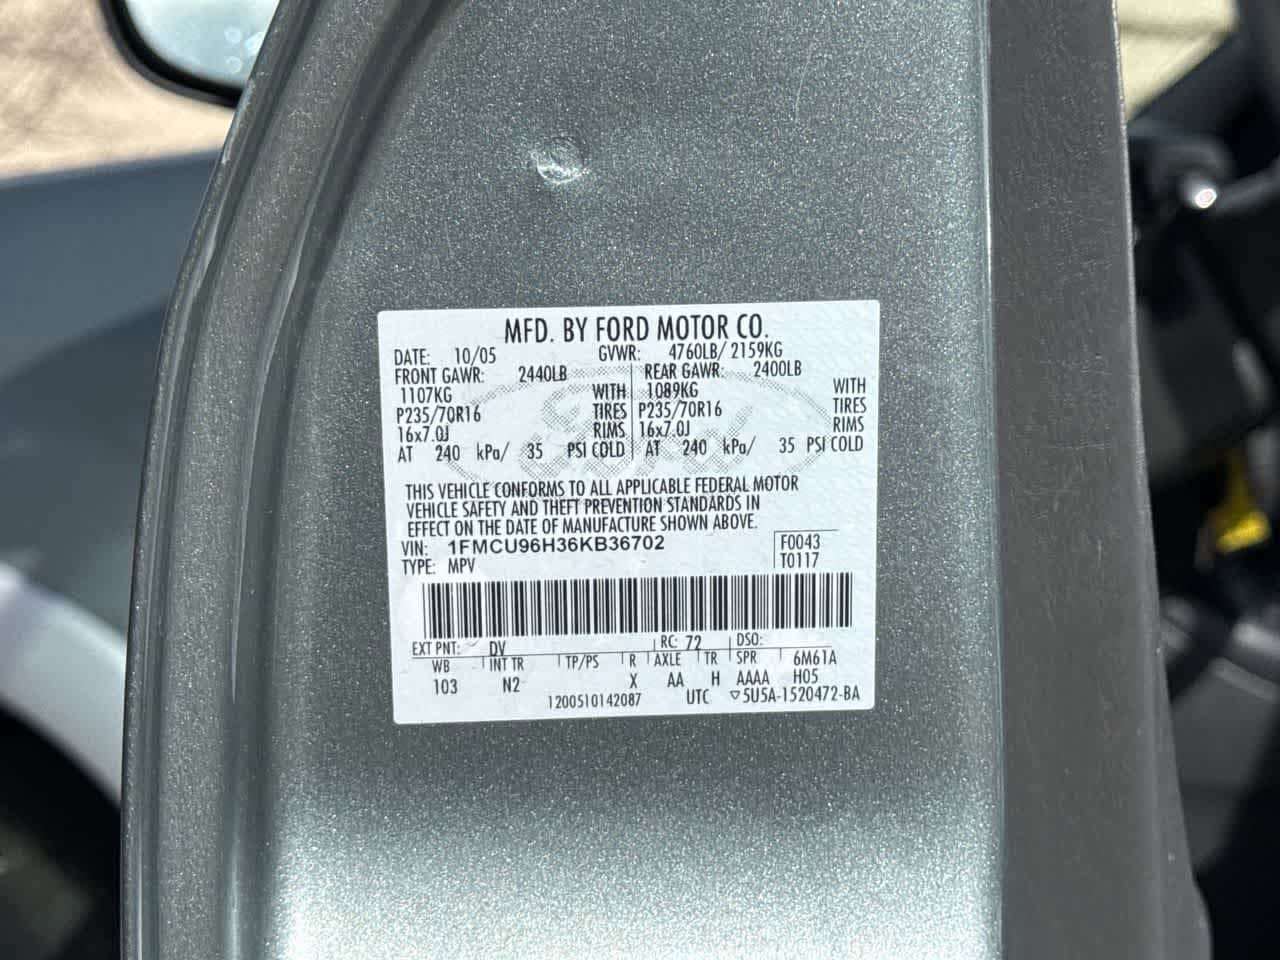 MFD. BY FORD MOTOR CO.
DATE: 10/05 GVWR: 4760LB/ 2159KG
FRONT GAWR: 2440LB REAR GAWR: 2400LB
1107KG WITH 1089KG WITH
P235/70R16 TIRES P235/70R16 TIRES
16x7.0J RIMS 16x7.0J RIMS
AT 240 kPa/ 35 PSI COLD AT 240 kPa/ 35 PSI COLD
Ford
THIS VEHICLE CONFORMS TO ALL APPLICABLE FEDERAL MOTOR
VEHICLE SAFETY AND THEFT PREVENTION STANDARDS IN
EFFECT ON THE DATE OF MANUFACTURE SHOWN ABOVE.
VIN: 1FMCU96H36KB36702 F0043
TYPE: MPV T0117
EXT PNT: DV RC: 72 DSO:
WB INT TR TP/PS R AXLE TR SPR 6M61A
103 N2 X AA H AAAA H05
1200510142087 UTC ▽5U5A-1520472-BA